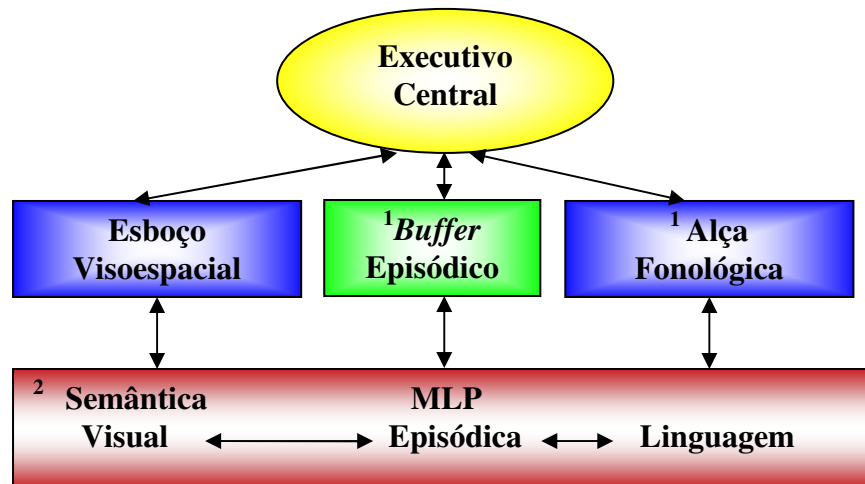 Executivo
Central
Esboço
Visoespacial
1Buffer
Episódico
1 Alça
Fonológica
2 Semântica
Visual
MLP
Episódica
Linguagem